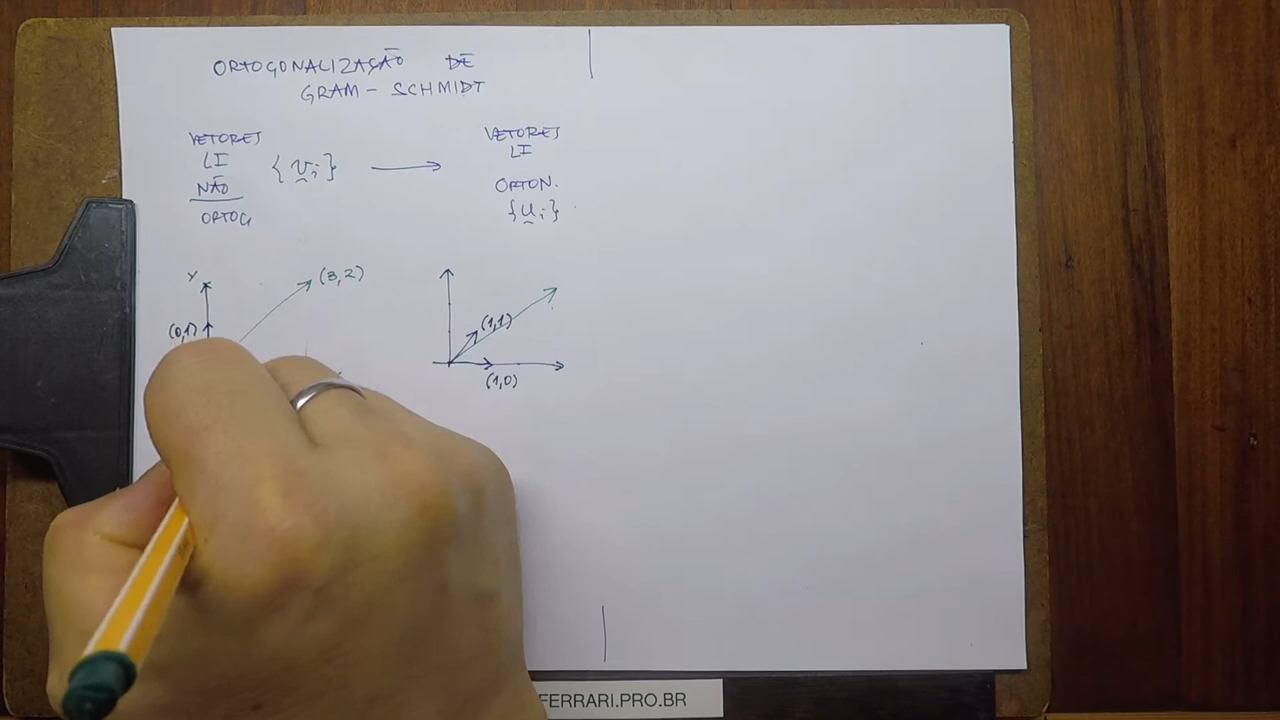 ORTOGONALIZAÇÃO DE
GRAM - SCHMIDT
VETORES
LI
NÃO
ORTOG
{vi}
VETORES
LI
ORTON.
{ui}
Y
(3,2)
(0,1)
(1,1)
(1,0)
FERRARI.PRO.BR